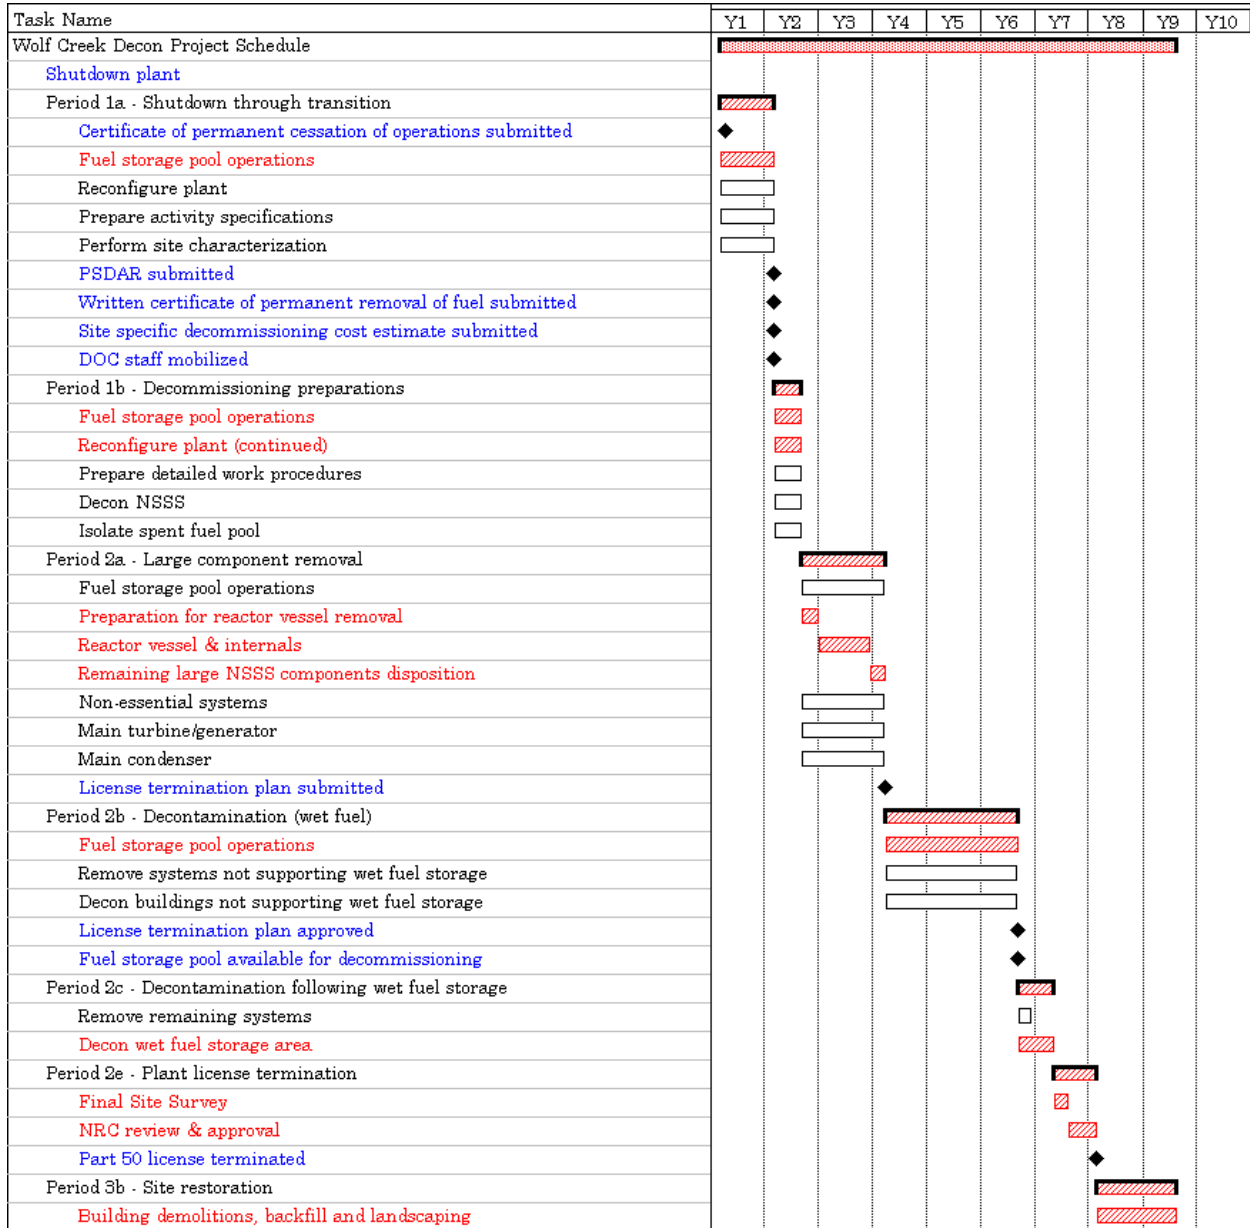 Task Name Y1 Y2 Y3 Y4 Y5 Y6 Y7 Y8 Y9 Y10
Wolf Creek Decon Project Schedule
Shutdown plant
Period 1a - Shutdown through transition
Certificate of permanent cessation of operations submitted
Fuel storage pool operations
Reconfigure plant
Prepare activity specifications
Perform site characterization
PSDAR submitted
Written certificate of permanent removal of fuel submitted
Site specific decommissioning cost estimate submitted
DOC staff mobilized
Period 1b - Decommissioning preparations
Fuel storage pool operations
Reconfigure plant (continued)
Prepare detailed work procedures
Decon NSSS
Isolate spent fuel pool
Period 2a - Large component removal
Fuel storage pool operations
Preparation for reactor vessel removal
Reactor vessel & internals
Remaining large NSSS components disposition
Non-essential systems
Main turbine/generator
Main condenser
License termination plan submitted
Period 2b - Decontamination (wet fuel)
Fuel storage pool operations
Remove systems not supporting wet fuel storage
Decon buildings not supporting wet fuel storage
License termination plan approved
Fuel storage pool available for decommissioning
Period 2c - Decontamination following wet fuel storage
Remove remaining systems
Decon wet fuel storage area
Period 2e - Plant license termination
Final Site Survey
NRC review & approval
Part 50 license terminated
Period 3b - Site restoration
Building demolitions, backfill and landscaping